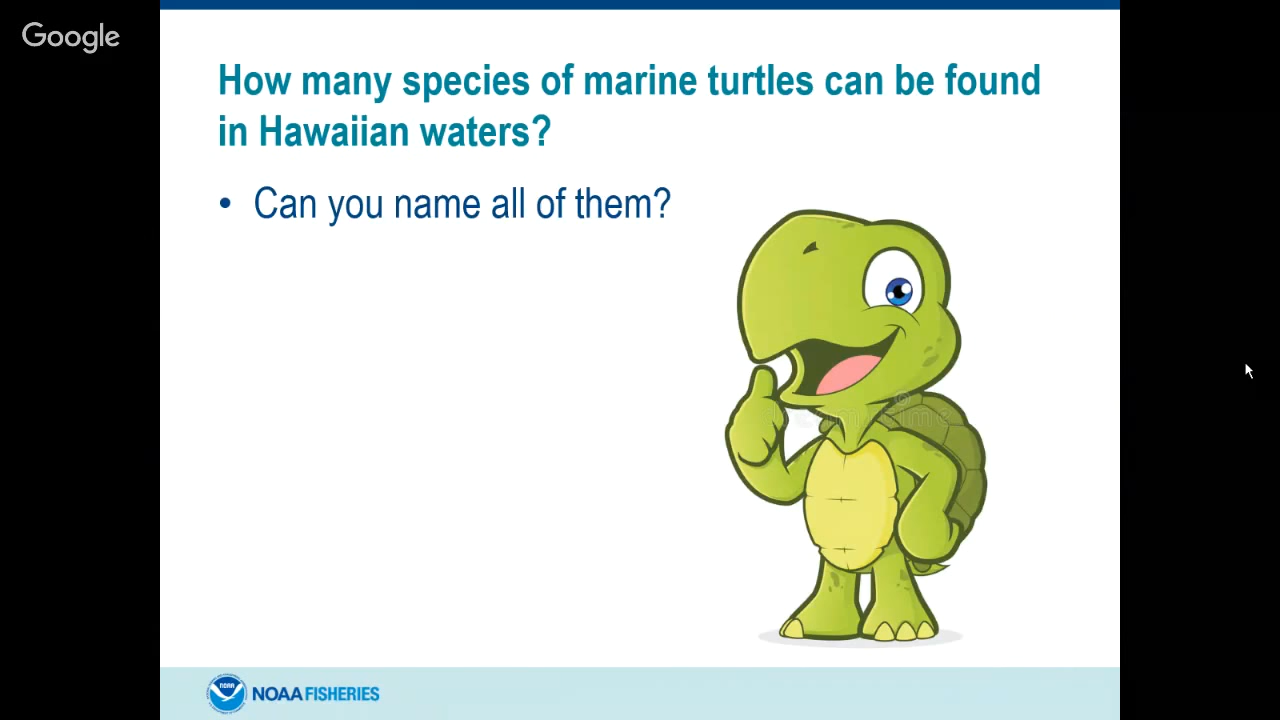 Google
How many species of marine turtles can be found
in Hawaiian waters?
• Can you name all of them?
NOAA
NOAA FISHERIES